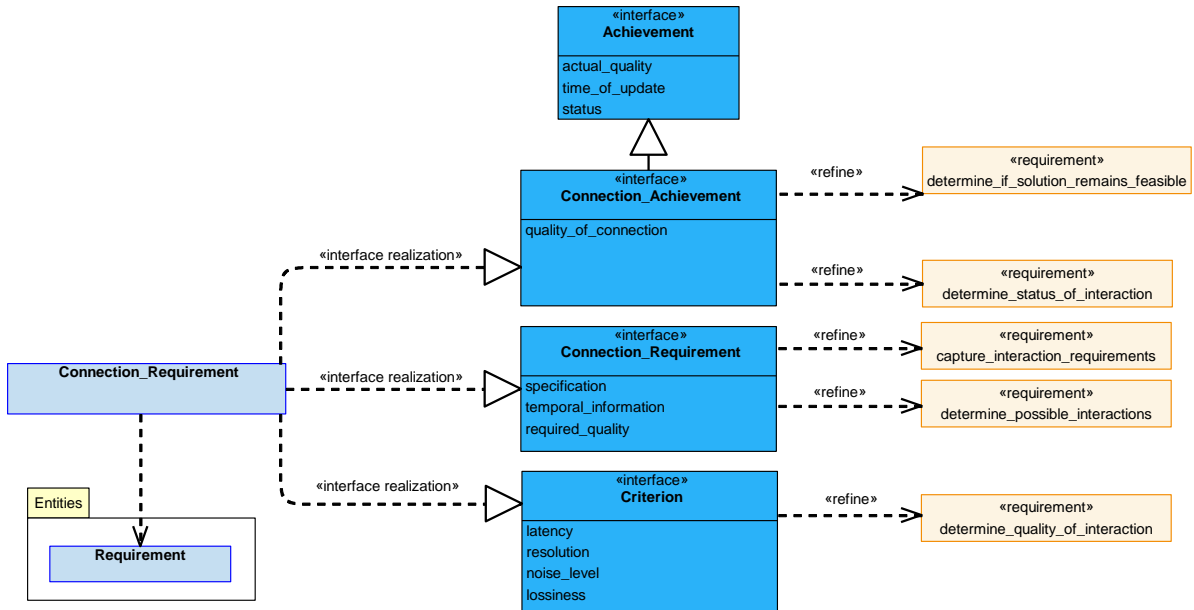 «interface»
Achievement
actual_quality
time_of_update
status
«interface»
Connection_Achievement
quality_of_connection
«refine»
«requirement»
determine_if_solution_remains_feasible
«interface realization»
«refine»
«requirement»
determine_status_of_interaction
«interface»
Connection_Requirement
specification
temporal_information
required_quality
«refine»
«requirement»
capture_interaction_requirements
Connection_Requirement
«interface realization»
«refine»
«requirement»
determine_possible_interactions
«interface»
Criterion
latency
resolution
noise_level
lossiness
«interface realization»
«refine»
«requirement»
determine_quality_of_interaction
Entities
Requirement